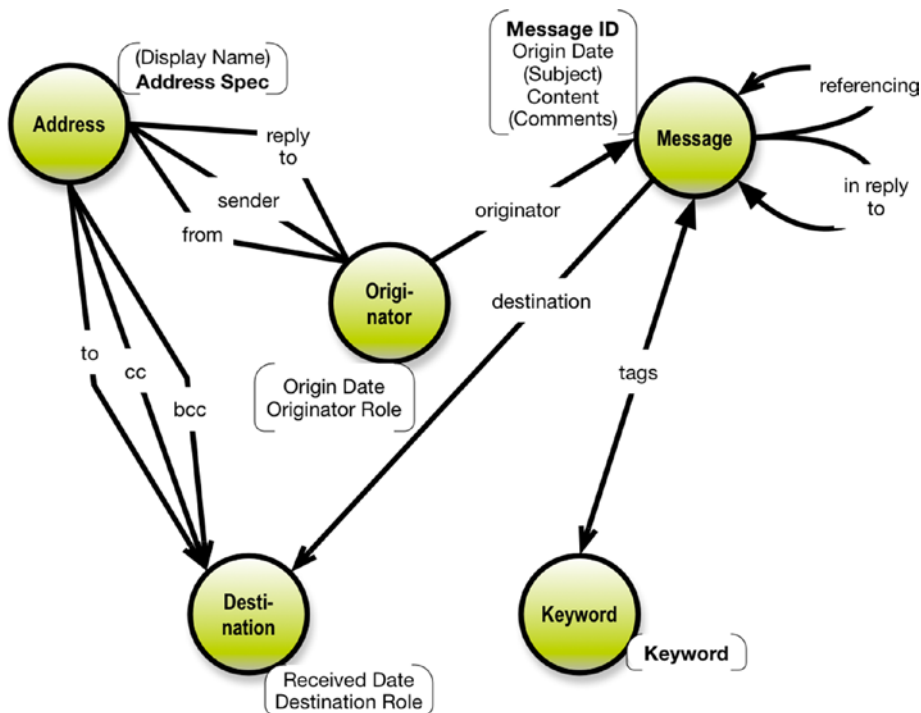 (Display Name)
Address Spec
Address
Message ID
Origin Date
(Subject)
Content
(Comments)
Message
referencing
in reply
to
reply
to
sender
from
originator
Origi-
nator
Origin Date
Originator Role
destination
to
cc
bcc
tags
Desti-
nation
Received Date
Destination Role
Keyword
Keyword